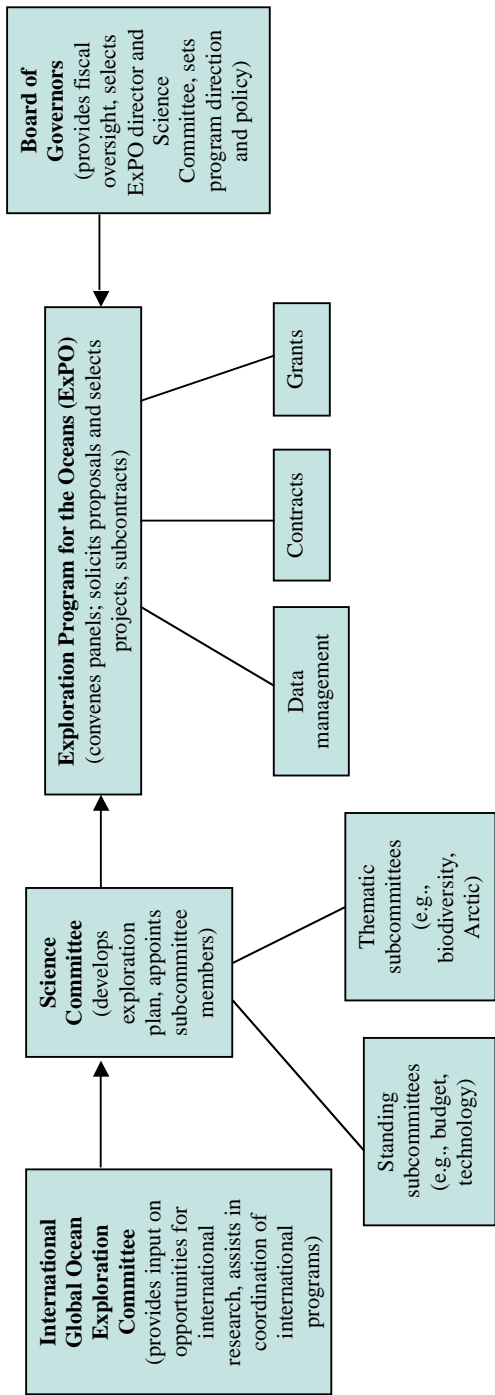 International
Global Ocean
Exploration
Committee
(provides input on
opportunities for
international
research, assists in
coordination of
international
programs)
Science
Committee
(develops
exploration
plan, appoints
subcommittee
members)
Standing
subcommittees
(e.g., budget,
technology)
Thematic
subcommittees
(e.g.,
biodiversity,
Arctic)
Exploration Program for the Oceans (ExPO)
(convenes panels; solicits proposals and selects
projects, subcontracts)
Data
management
Contracts
Grants
Board of
Governors
(provides fiscal
oversight, selects
ExPO director and
Science
Committee, sets
program direction
and policy)